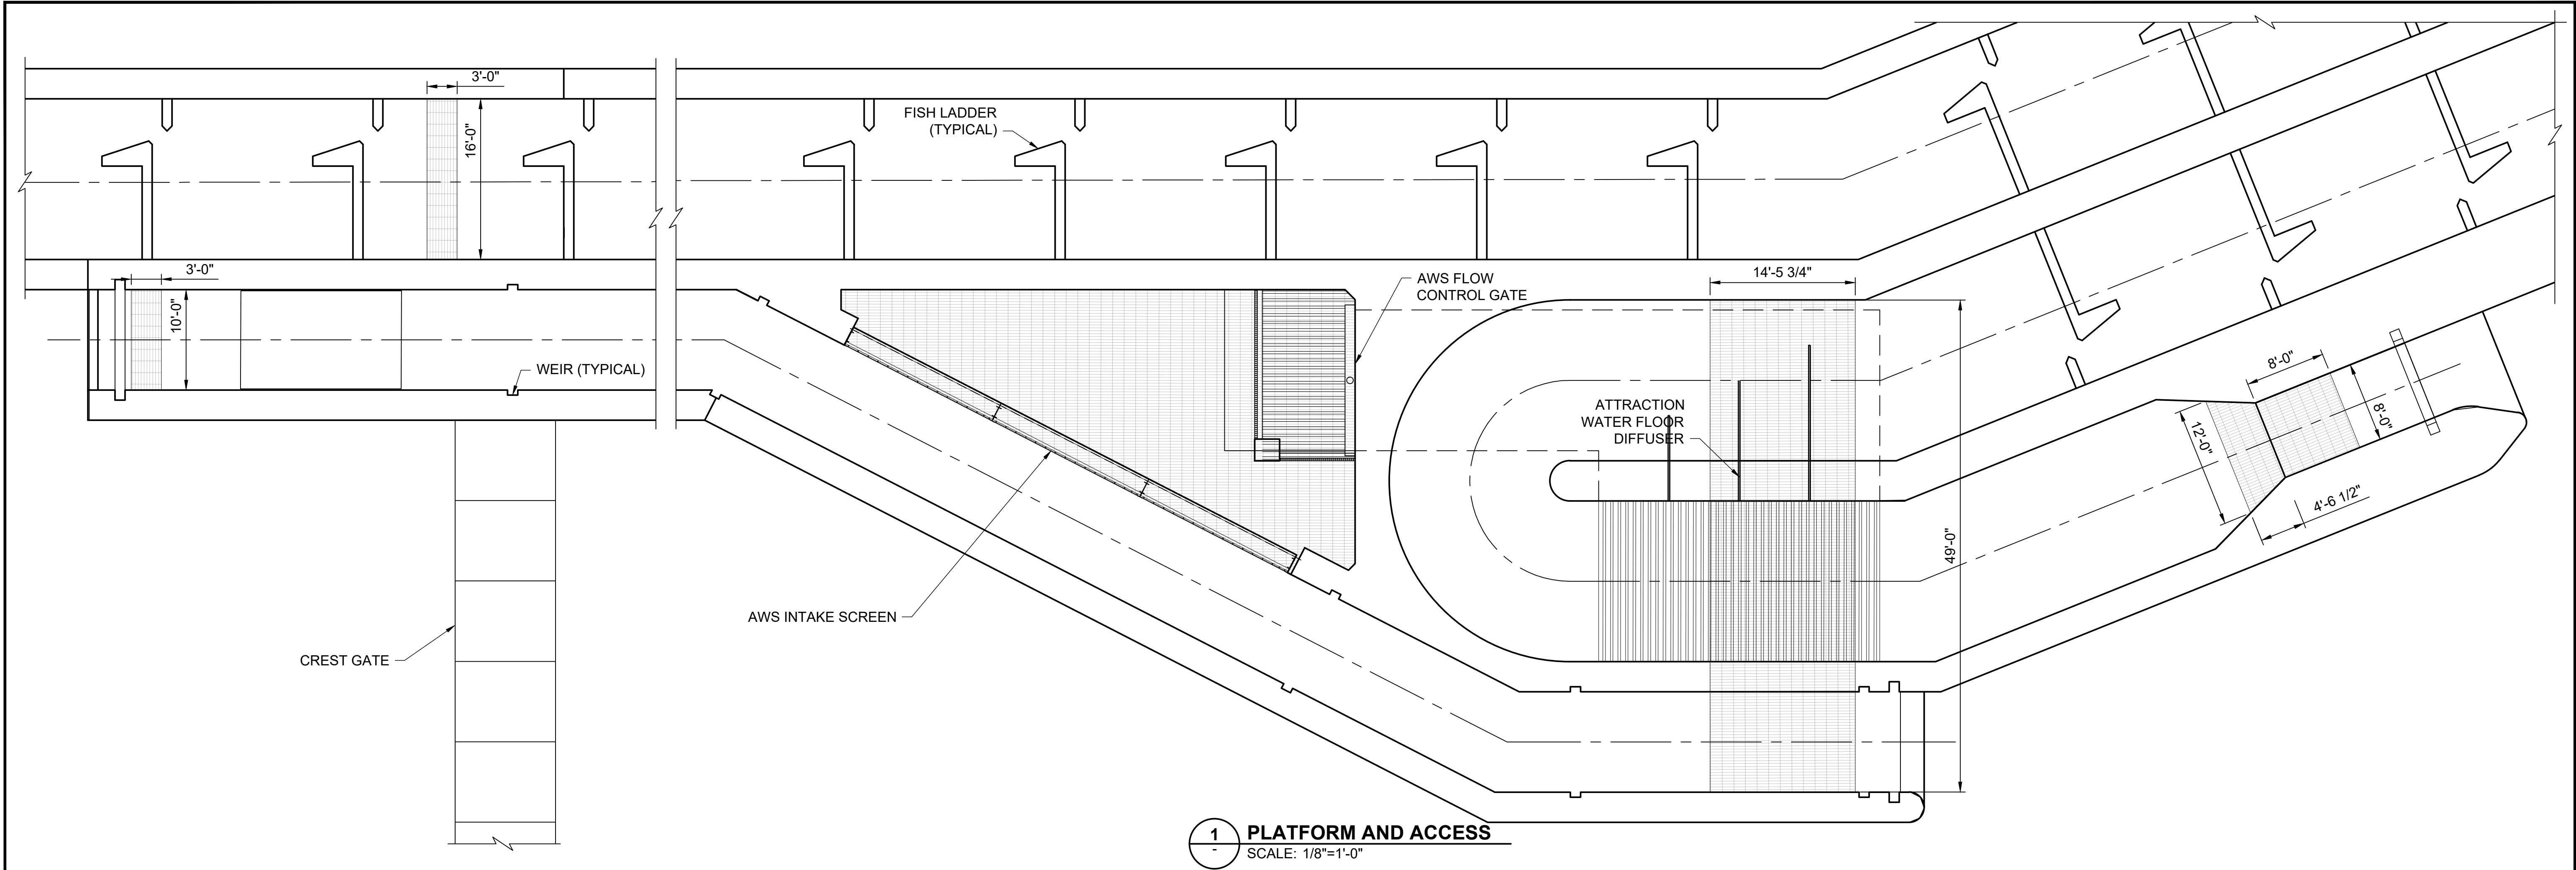 3'-0"
16'-0"
FISH LADDER
(TYPICAL)
3'-0"
10'-0"
WEIR (TYPICAL)
AWS FLOW
CONTROL GATE
14'-5 3/4"
ATTRACTION
WATER FLOOR
DIFFUSER
49'-0"
8'-0"
8'-0"
12'-0"
4'-6 1/2"
AWS INTAKE SCREEN
CREST GATE
1
-
PLATFORM AND ACCESS
SCALE: 1/8"=1'-0"